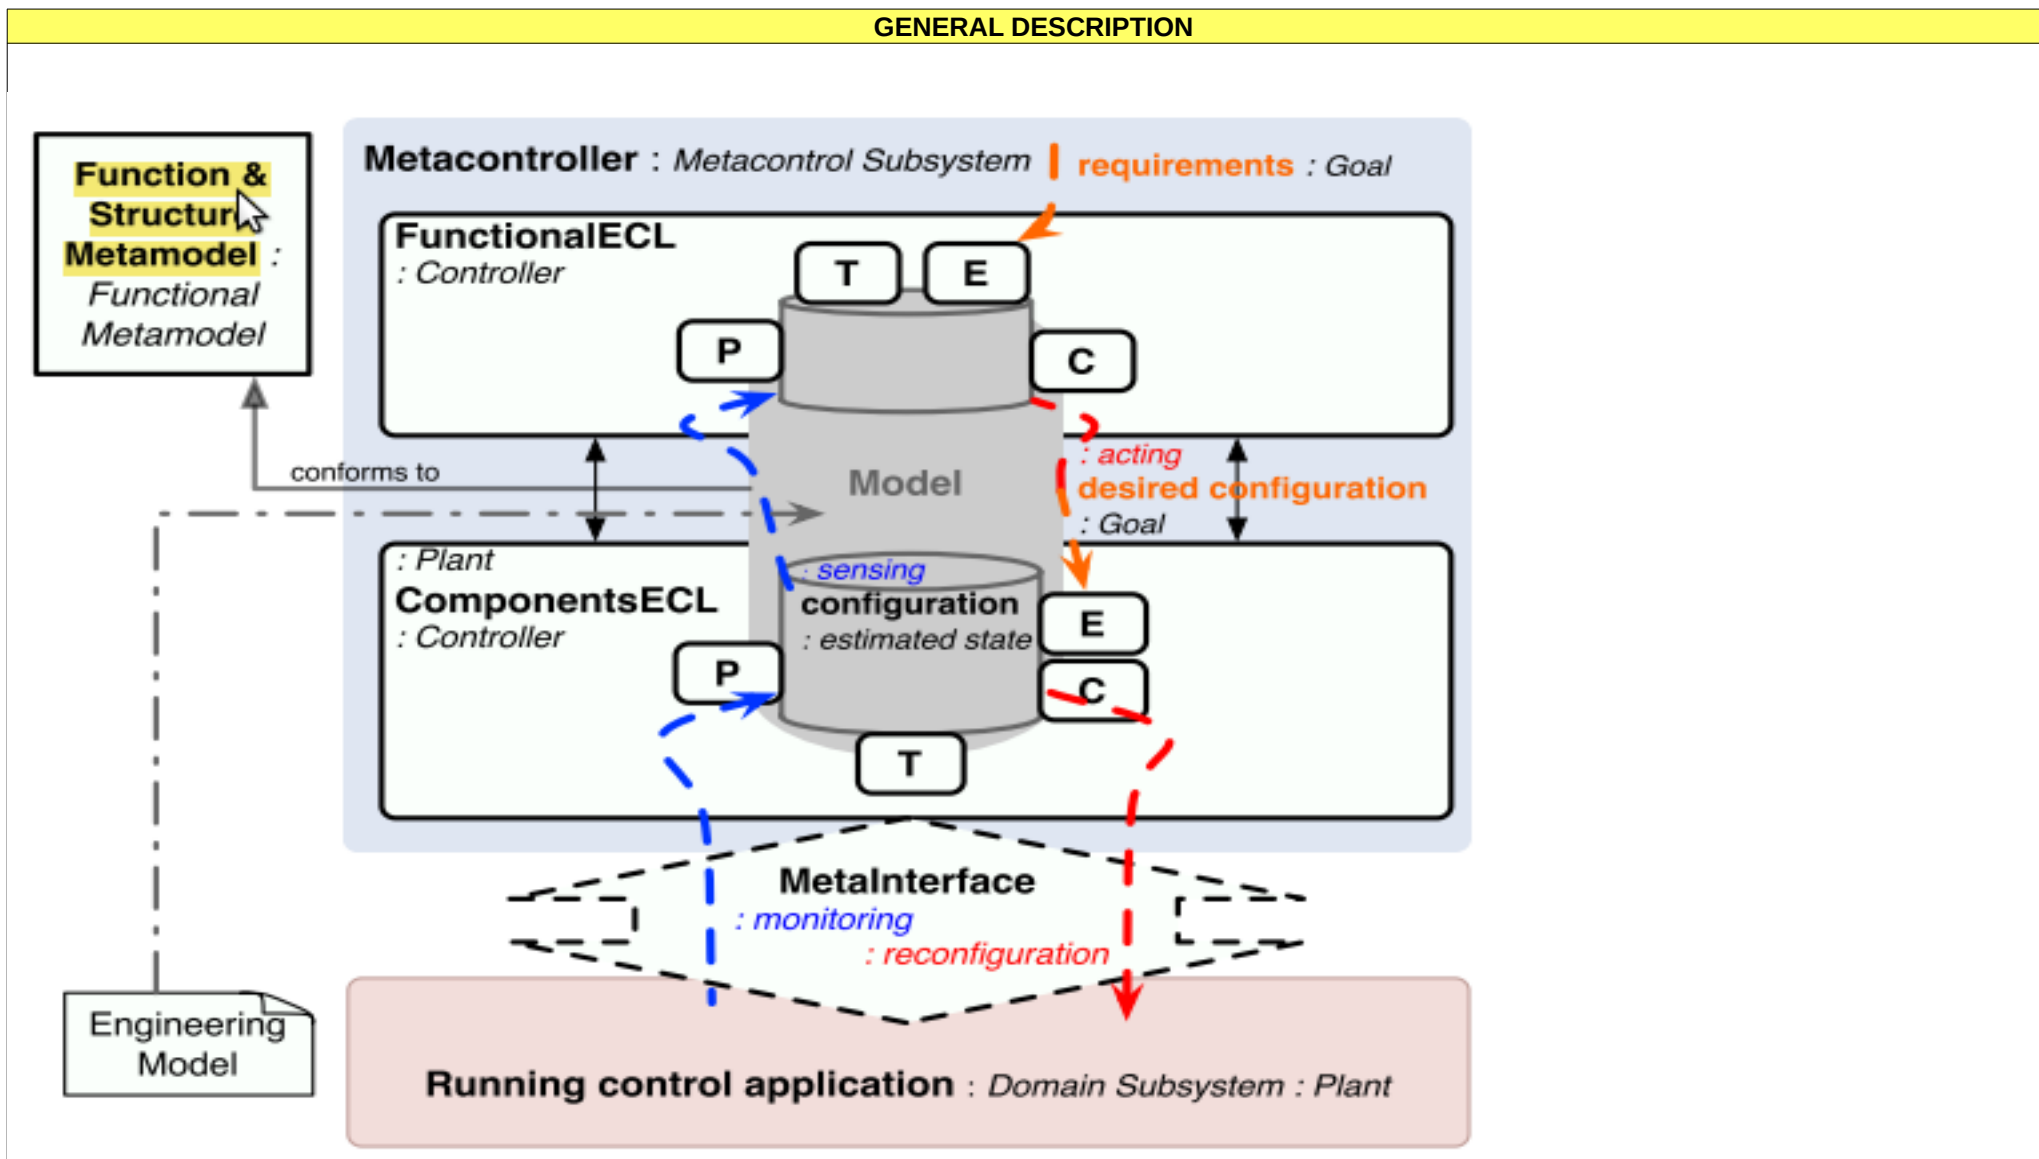 GENERAL DESCRIPTION
Function &
Structure
Metamodel :
Functional
Metamodel
Metacontroller : Metacontrol Subsystem
requirements : Goal
FunctionalECL
: Controller
T
E
P
C
conforms to
Model
: acting
desired configuration
: Goal
: Plant
ComponentsECL
: Controller
: sensing
configuration
: estimated state
E
P
C
T
MetaInterface
: monitoring
: reconfiguration
Engineering
Model
Running control application : Domain Subsystem : Plant